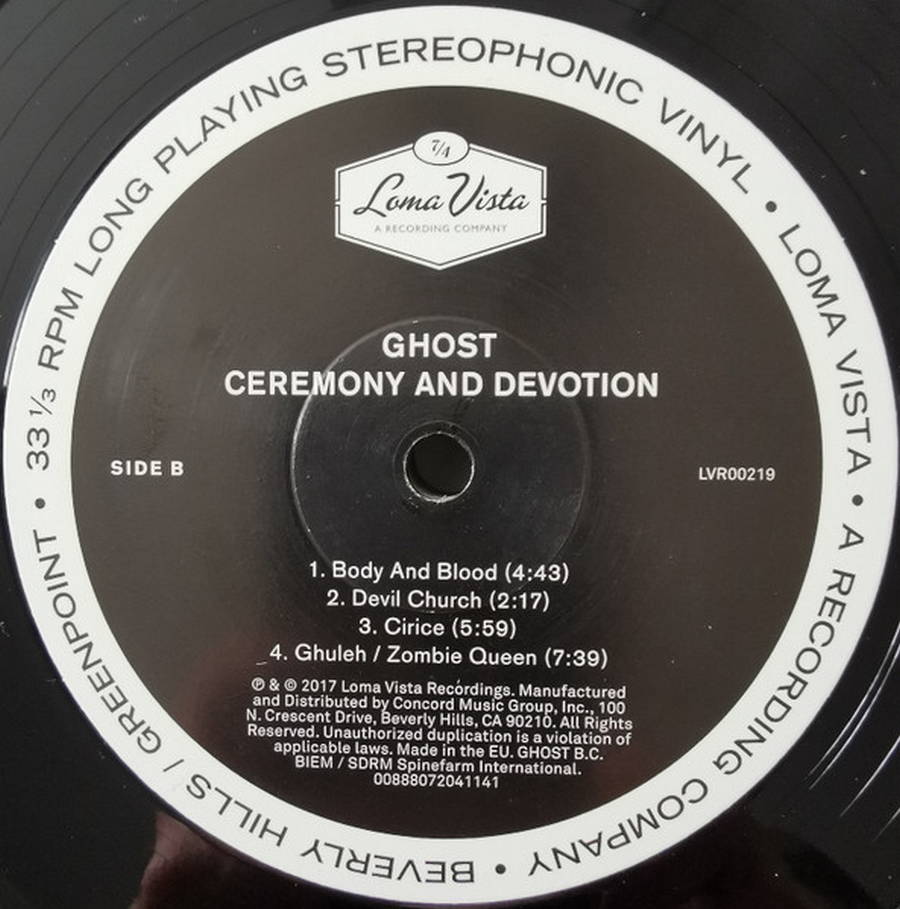 33 ⅓ RPM LONG PLAYING STEREOPHONIC VINYL • LOMA VISTA • A RECORDING COMPANY • BEVERLY HILLS / GREENPOINT •
7/4
Loma Vista
A RECORDING COMPANY
GHOST
CEREMONY AND DEVOTION
SIDE B
LVR00219
1. Body And Blood (4:43)
2. Devil Church (2:17)
3. Cirice (5:59)
4. Ghuleh / Zombie Queen (7:39)
℗ & © 2017 Loma Vista Recordings. Manufactured
and Distributed by Concord Music Group, Inc., 100
N. Crescent Drive, Beverly Hills, CA 90210. All Rights
Reserved. Unauthorized duplication is a violation of
applicable laws. Made in the EU. GHOST B.C.
BIEM / SDRM Spinefarm International.
00888072041141